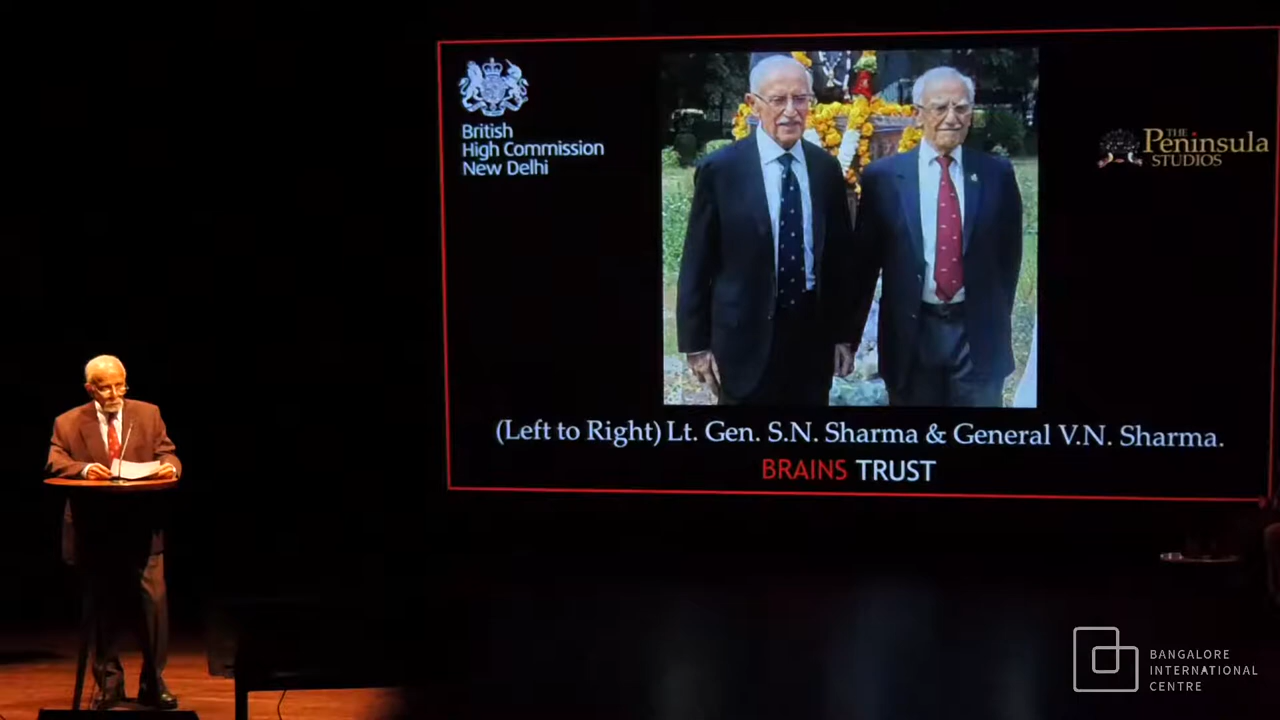 British
High Commission
New Delhi
THE
Peninsula
STUDIOS
(Left to Right) Lt. Gen. S.N. Sharma & General V.N. Sharma.
BRAINS TRUST
BANGALORE
INTERNATIONAL
CENTRE